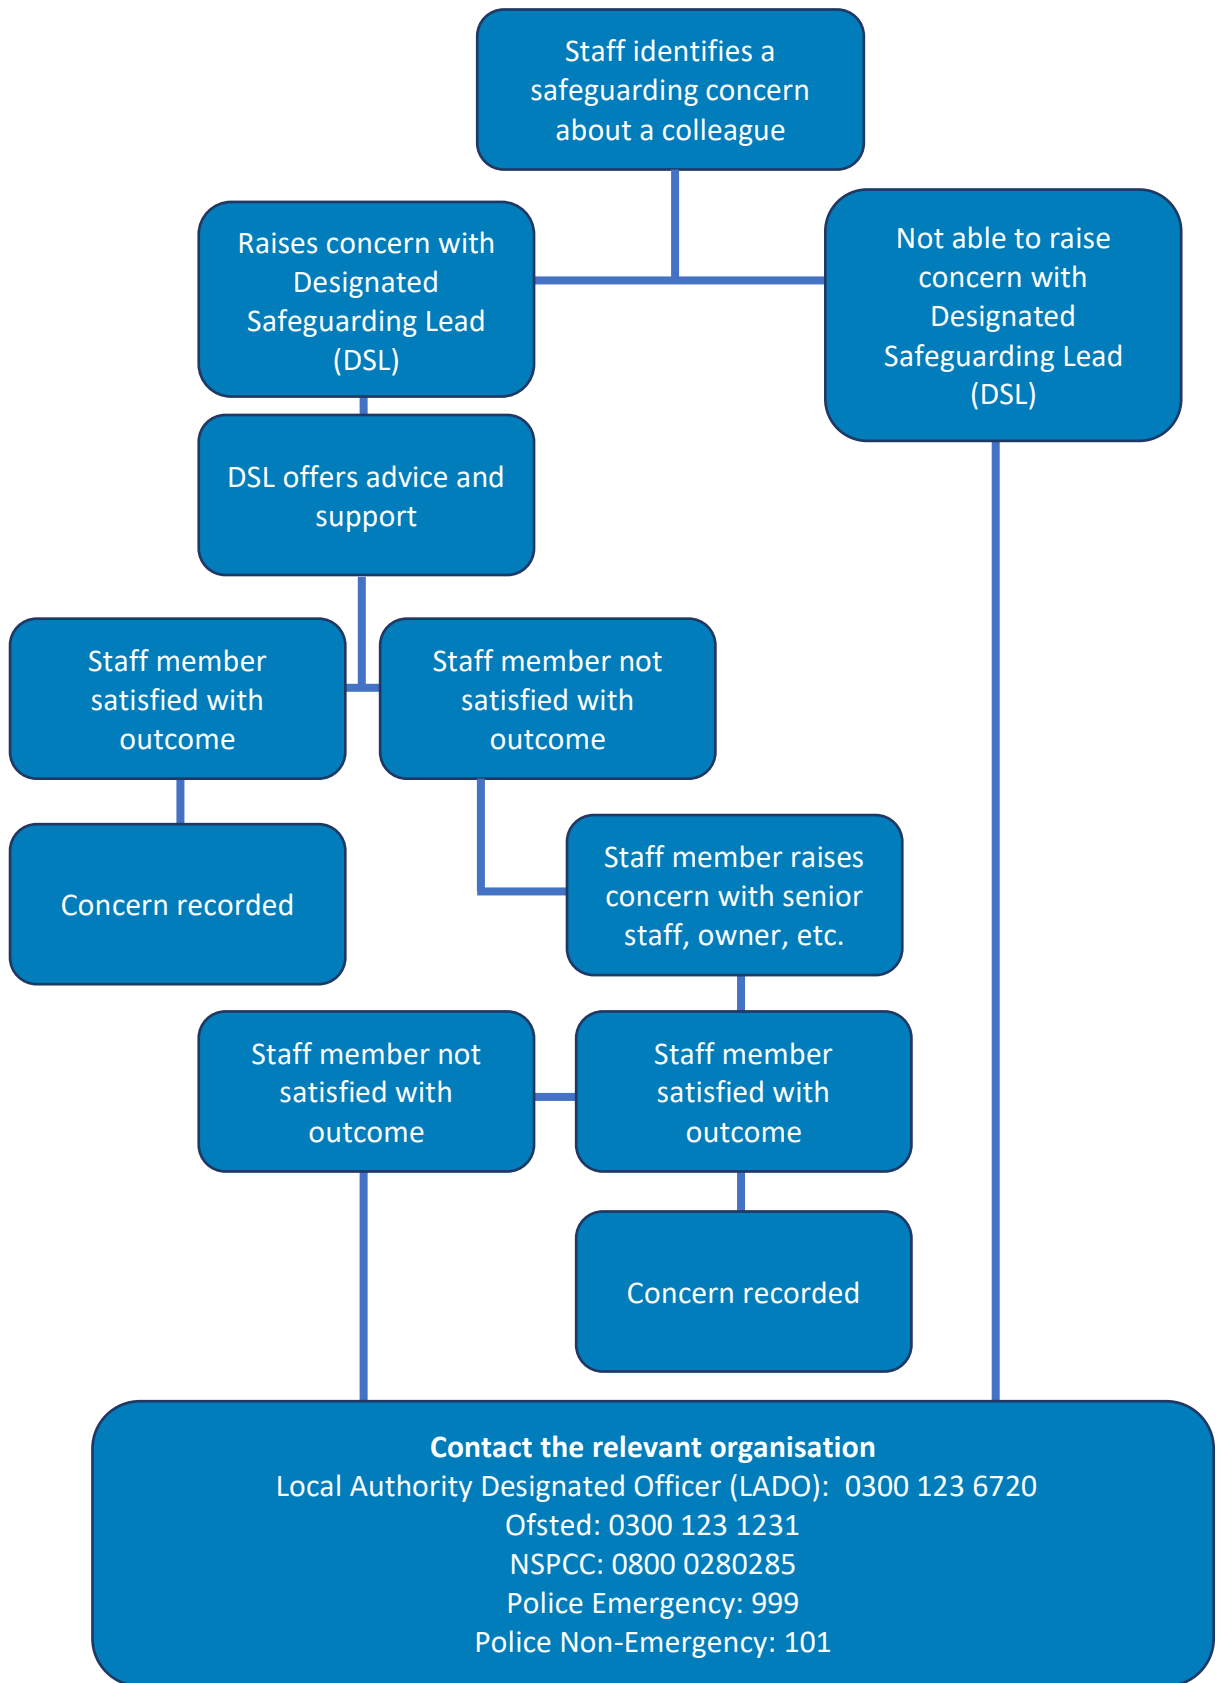 Staff identifies a
safeguarding concern
about a colleague
Raises concern with
Designated
Safeguarding Lead
(DSL)
Not able to raise
concern with
Designated
Safeguarding Lead
(DSL)
DSL offers advice and
support
Staff member
satisfied with
outcome
Staff member not
satisfied with
outcome
Concern recorded
Staff member raises
concern with senior
staff, owner, etc.
Staff member not
satisfied with
outcome
Staff member
satisfied with
outcome
Concern recorded
Contact the relevant organisation
Local Authority Designated Officer (LADO):  0300 123 6720
Ofsted: 0300 123 1231
NSPCC: 0800 0280285
Police Emergency: 999
Police Non-Emergency: 101